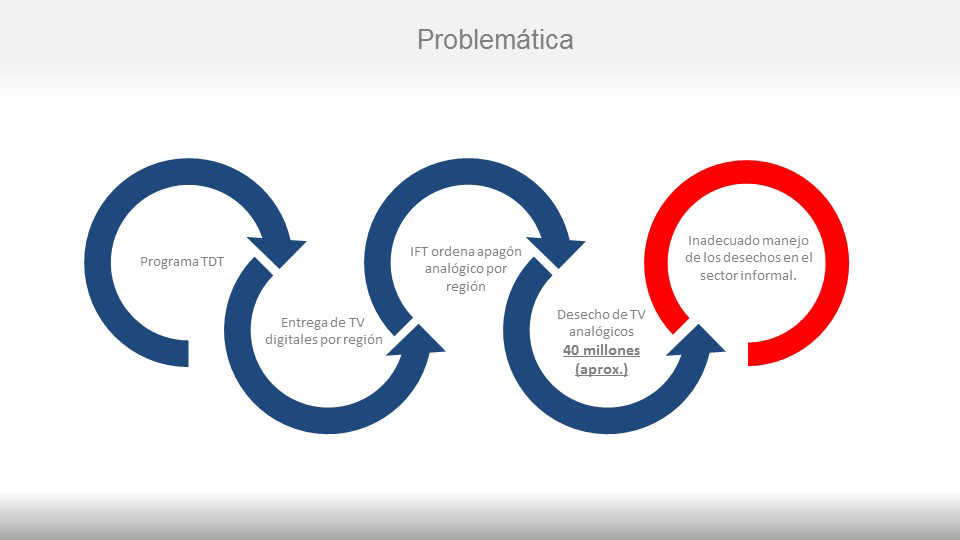 Problemática
Programa TDT
Entrega de TV
digitales por región
IFT ordena apagón
analógico por
región
Desecho de TV
analógicos
40 millones
(aprox.)
Inadecuado manejo
de los desechos en el
sector informal.